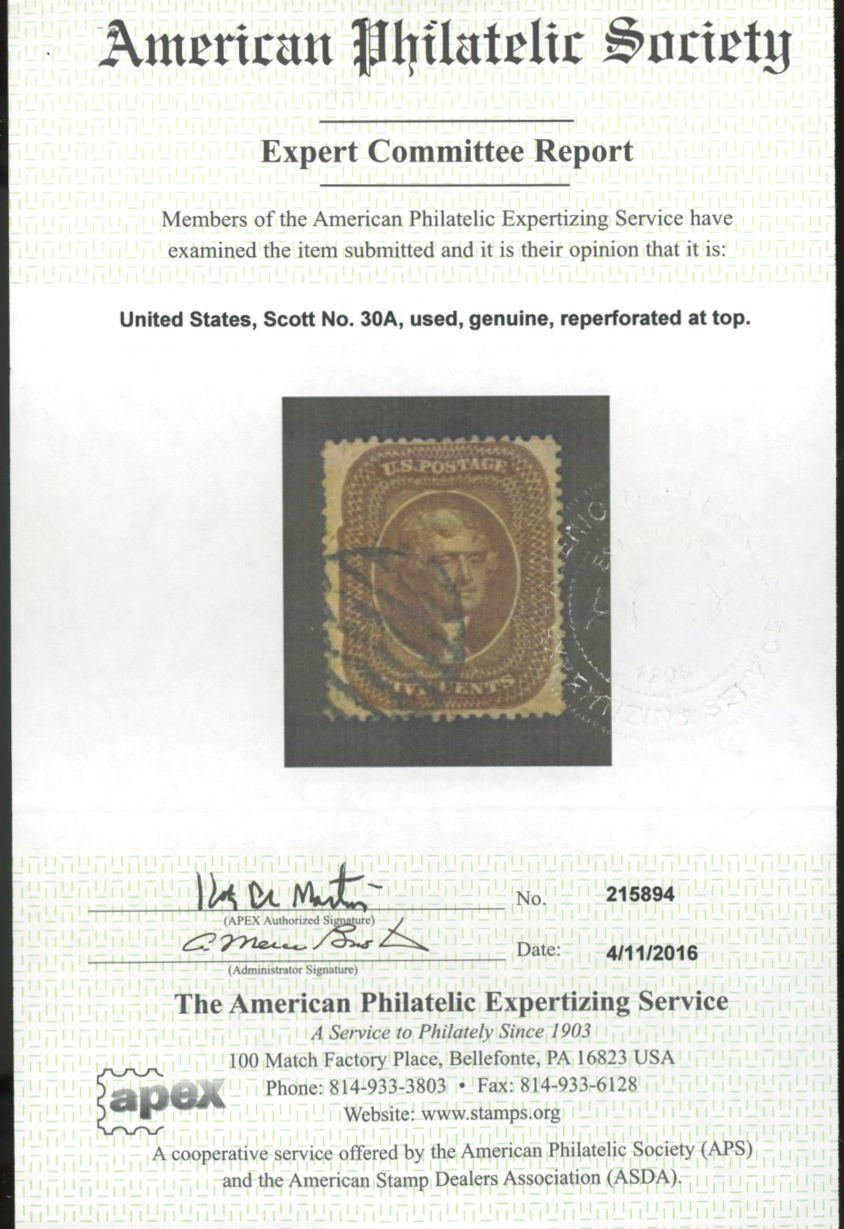 American Philatelic Society
Expert Committee Report
Members of the American Philatelic Expertizing Service have
examined the item submitted and it is their opinion that it is:
United States, Scott No. 30A, used, genuine, reperforated at top.
U.S. POSTAGE
CENTS
1903
TIZING SERVICE
No. 215894
(APEX Authorized Signature)
Date: 4/11/2016
(Administrator Signature)
The American Philatelic Expertizing Service
A Service to Philately Since 1903
100 Match Factory Place, Bellefonte, PA 16823 USA
Phone: 814-933-3803 • Fax: 814-933-6128
apex
Website: www.stamps.org
A cooperative service offered by the American Philatelic Society (APS)
and the American Stamp Dealers Association (ASDA).